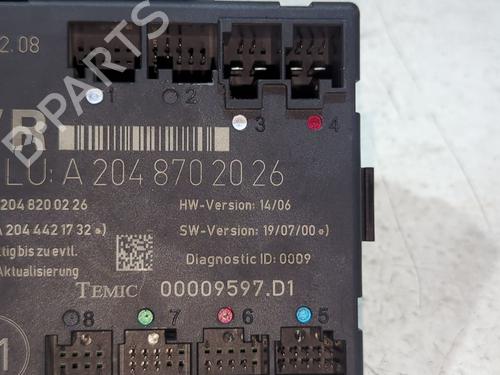 2.08
1 2
3 4
LU: A 204 870 20 26
204 820 02 26 HW-Version: 14/06
A 204 442 17 32 ⁎) SW-Version: 19/07/00 ⁎)
ltig bis zu evtl. Diagnostic ID: 0009
Aktualisierung
TEMIC 00009597.D1
8 7 6 5
B-PARTS